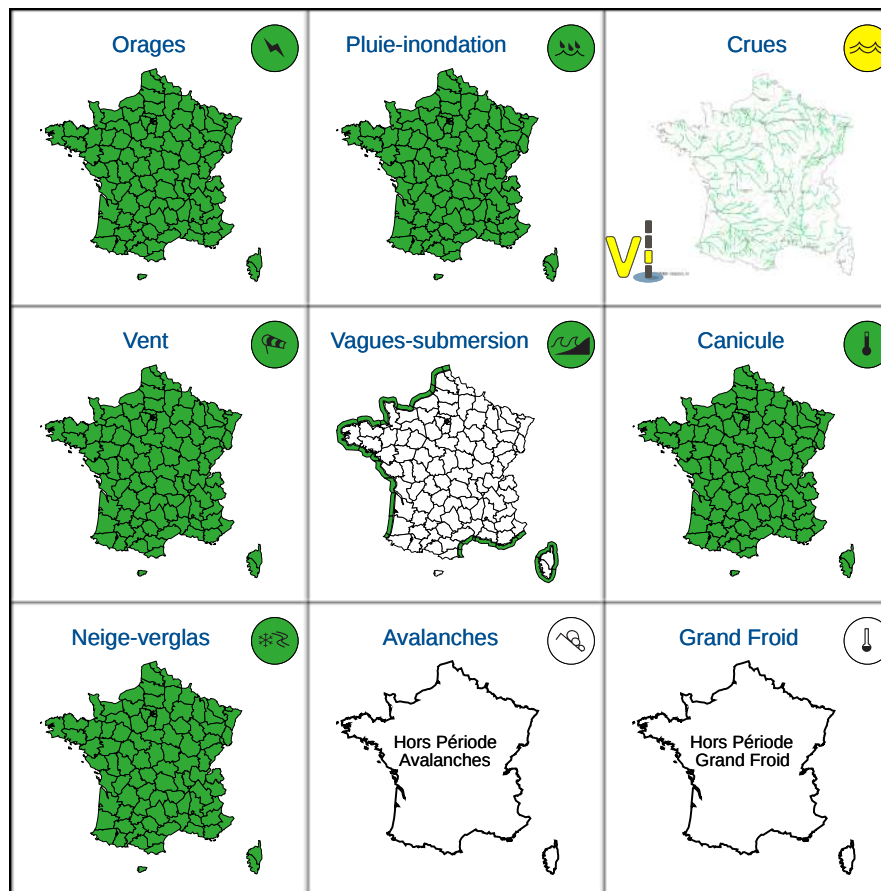 Orages
Pluie-inondation
Crues
Vi
Vent
Vagues-submersion
Canicule
Neige-verglas
Avalanches
Grand Froid
Hors Période
Avalanches
Hors Période
Grand Froid